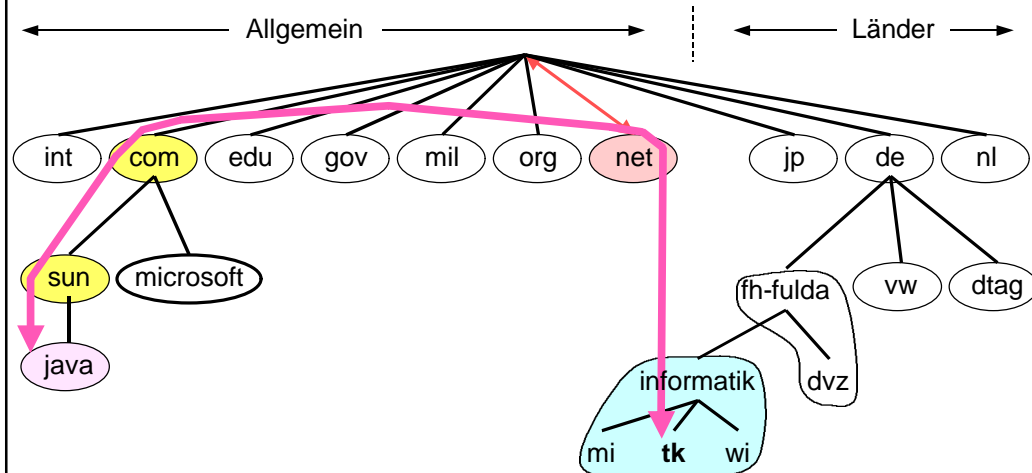 Allgemein Länder
int com edu gov mil org net jp de nl
sun microsoft fh-fulda vw dtag
java informatik dvz
mi tk wi